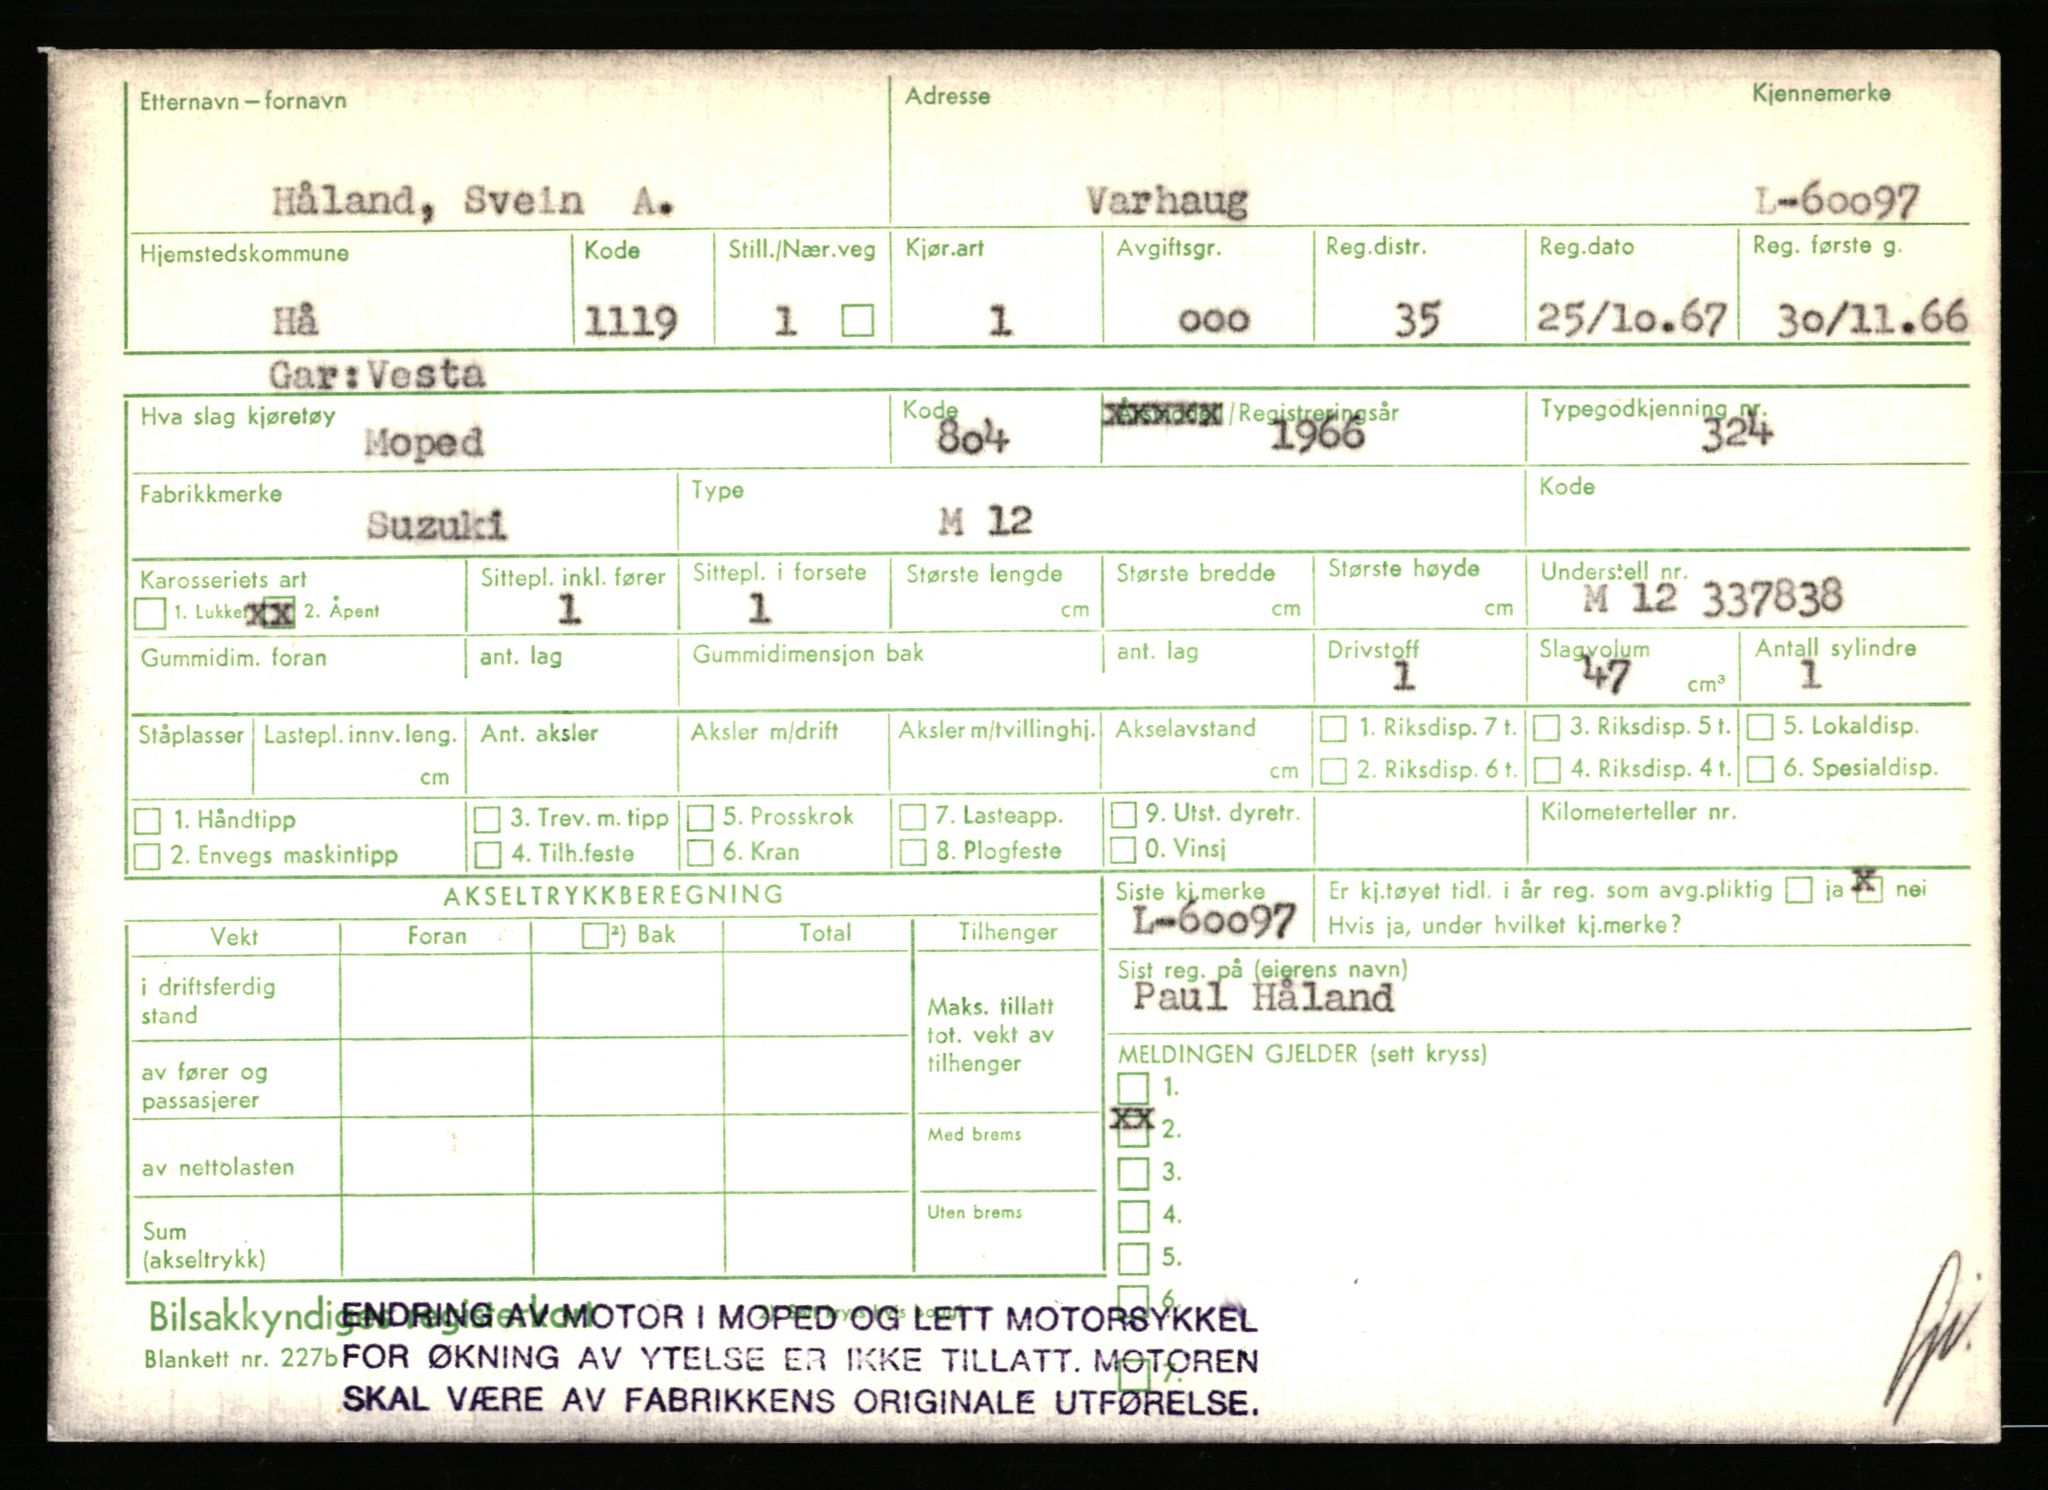 Etternavn – fornavn Adresse Kjennemerke
Håland, Svein A. Varhaug L-60097
Hjemstedskommune Kode Still./Nær.veg Kjør.art Avgiftsgr. Reg.distr. Reg.dato Reg. første g.
Hå 1119 1 1 000 35 25/10.67 30/11.66
Gar:Vesta
Hva slag kjøretøy Kode /Registreringsår Typegodkjenning nr.
Moped 804 1966 324
Fabrikkmerke Type Kode
Suzuki M 12
Karosseriets art Sittepl. inkl. fører Sittepl. i forsete Største lengde Største bredde Største høyde Understell nr.
1. Lukket xx 2. Åpent 1 1 cm cm cm M 12 337838
Gummidim. foran ant. lag Gummidimensjon bak ant. lag Drivstoff Slagvolum Antall sylindre
1 47 cm³ 1
Ståplasser Lastepl. innv. leng. Ant. aksler Aksler m/drift Aksler m/tvillinghj. Akselavstand 1. Riksdisp. 7 t. 3. Riksdisp. 5 t. 5. Lokaldisp.
cm cm 2. Riksdisp. 6 t. 4. Riksdisp. 4 t. 6. Spesialdisp.
1. Håndtipp 3. Trev. m. tipp 5. Prosskrok 7. Lasteapp. 9. Utst. dyretr. Kilometerteller nr.
2. Envegs maskintipp 4. Tilh.feste 6. Kran 8. Plogfeste 0. Vinsj
AKSELTRYKKBEREGNING Siste kj.merke Er kj.tøyet tidl. i år reg. som avg.pliktig ja x nei
L-60097 Hvis ja, under hvilket kj.merke?
Vekt Foran ²) Bak Total Tilhenger
Sist reg. på (eierens navn)
Paul Håland
i driftsferdig
stand
Maks. tillatt
tot. vekt av
tilhenger
MELDINGEN GJELDER (sett kryss)
av fører og
passasjerer
1.
xx 2.
Med brems
av nettolasten
3.
4.
Uten brems
Sum
(akseltrykk)
5.
6.
Bilsakkyndiges registerkort
ENDRING AV MOTOR I MOPED OG LETT MOTORSYKKEL
Blankett nr. 227b
FOR ØKNING AV YTELSE ER IKKE TILLATT. MOTOREN
7.
SKAL VÆRE AV FABRIKKENS ORIGINALE UTFØRELSE.